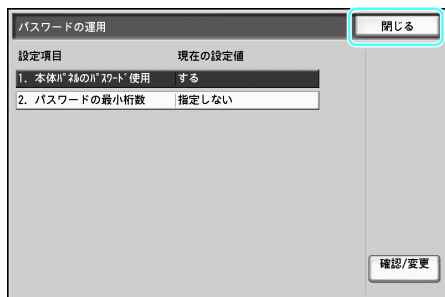 パスワードの運用
閉じる
設定項目 現在の設定値
1. 本体ﾊﾟﾈﾙのﾊﾟｽﾜｰﾄﾞ使用 する
2. パスワードの最小桁数 指定しない
確認/変更